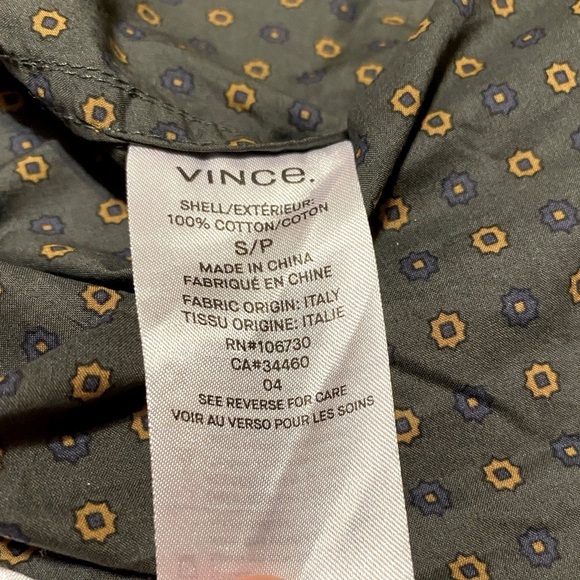 VINCE.
SHELL/EXTÉRIEUR:
100% COTTON/COTON
S/P
MADE IN CHINA
FABRIQUÉ EN CHINE
FABRIC ORIGIN: ITALY
TISSU ORIGINE: ITALIE
RN#106730
CA#34460
04
SEE REVERSE FOR CARE
VOIR AU VERSO POUR LES SOINS